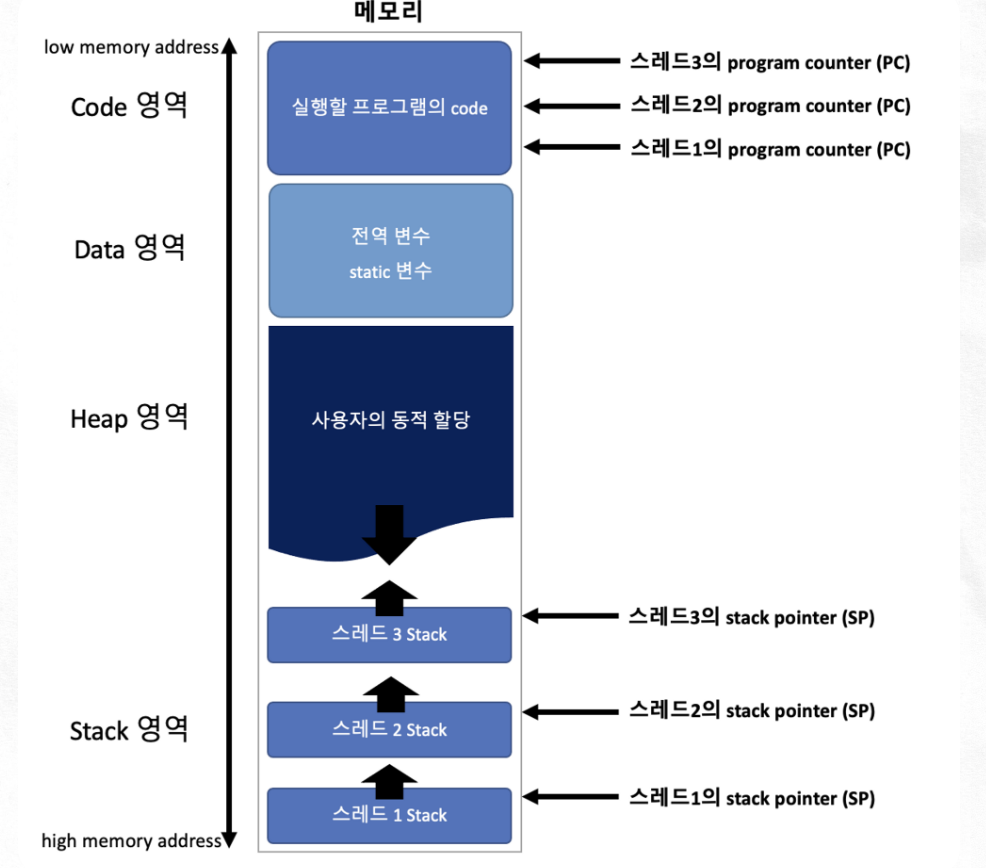 메모리
low memory address
Code 영역
실행할 프로그램의 code
스레드3의 program counter (PC)
스레드2의 program counter (PC)
스레드1의 program counter (PC)
Data 영역
전역 변수
static 변수
Heap 영역
사용자의 동적 할당
스레드 3 Stack
스레드3의 stack pointer (SP)
Stack 영역
스레드 2 Stack
스레드2의 stack pointer (SP)
스레드 1 Stack
스레드1의 stack pointer (SP)
high memory address